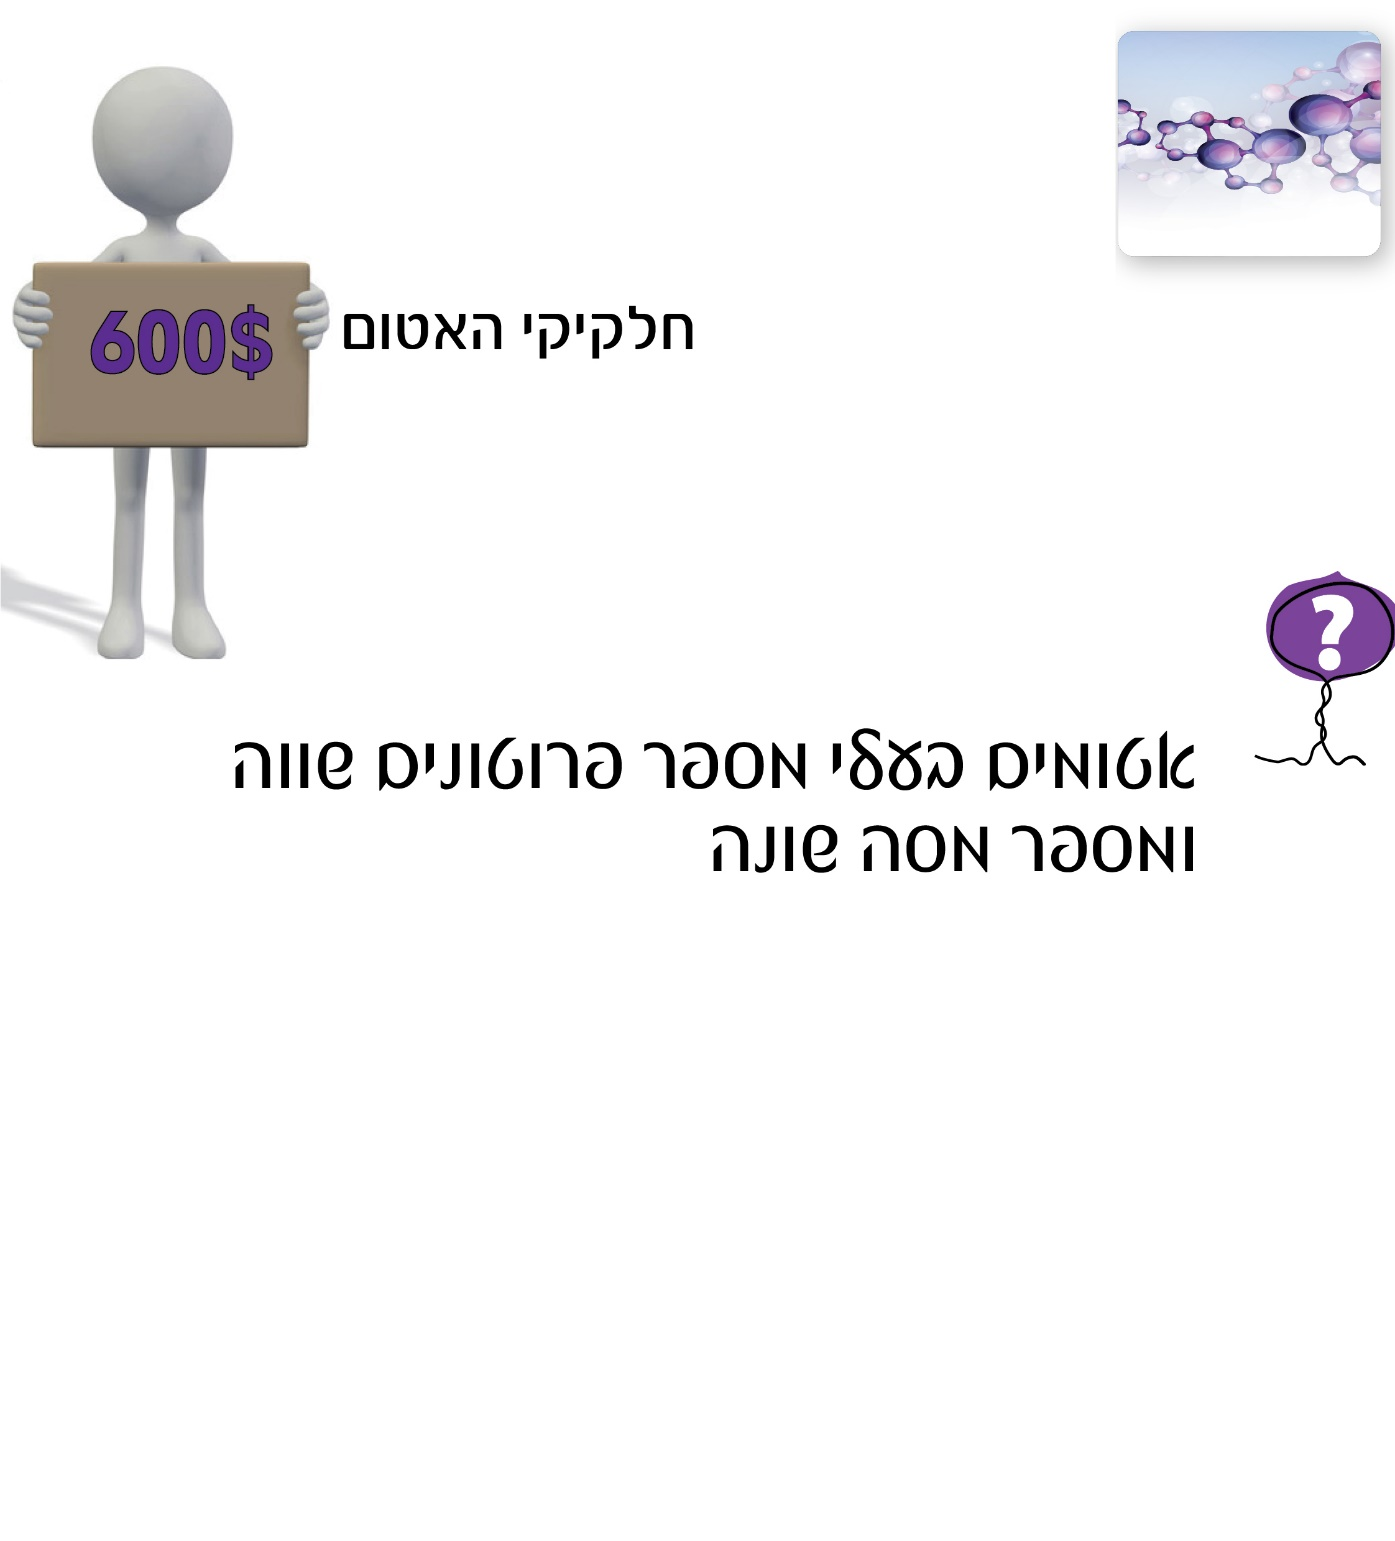 600$
חלקיקי האטום
?
אטומים בעלי מספר פרוטונים שווה
ומספר מסה שונה